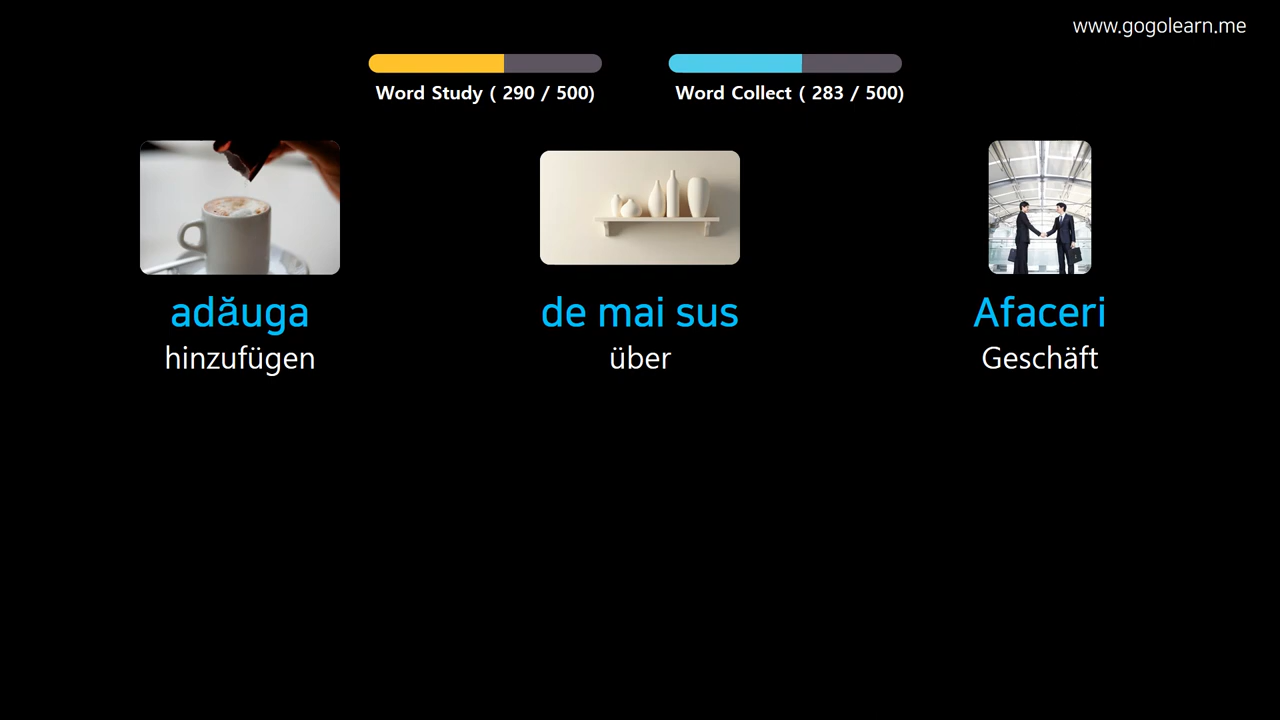 www.gogolearn.me
Word Study ( 290 / 500)
Word Collect ( 283 / 500)
adăuga
hinzufügen
de mai sus
über
Afaceri
Geschäft